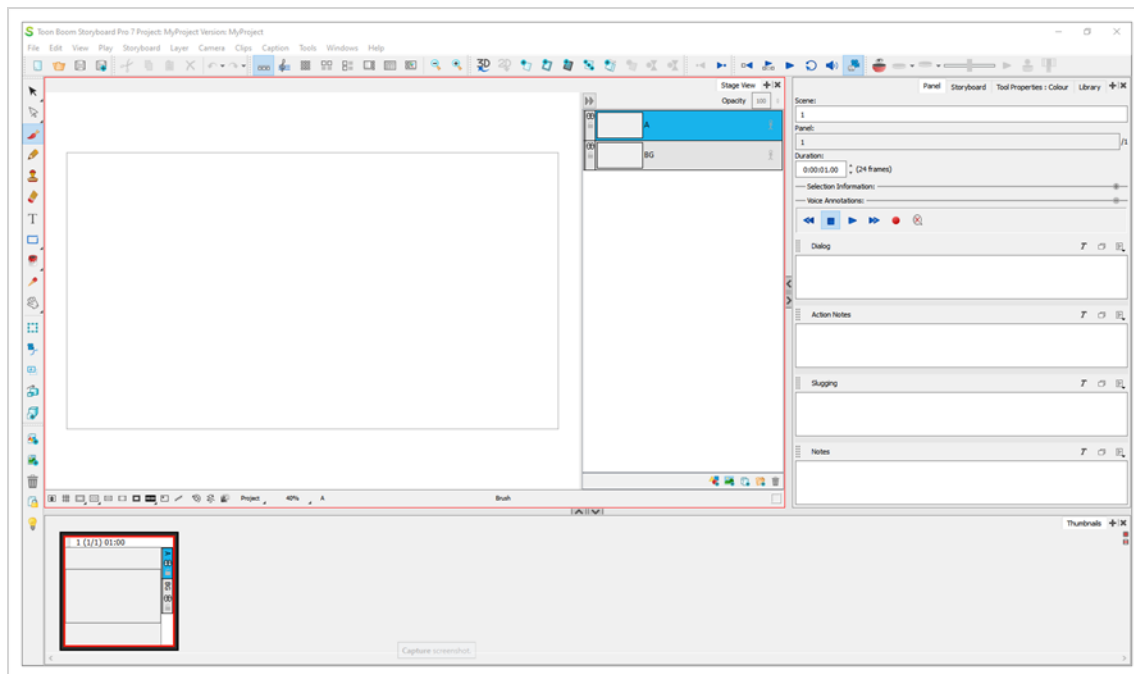 Toon Boom Storyboard Pro 7 Project: MyProject Version: MyProject
File Edit View Play Storyboard Layer Camera Clips Caption Tools Windows Help
3D 2D
Stage View
Panel Storyboard Tool Properties : Colour Library
Opacity 100
Scene:
1
A
Panel:
1 /1
BG
Duration:
0:00:01.00 (24 frames)
Selection Information:
Voice Annotations:
T
Dialog
Action Notes
Slugging
Notes
Project 40% A Brush
Thumbnails
1 (1/1) 01:00
A
BG
Capture screenshot.